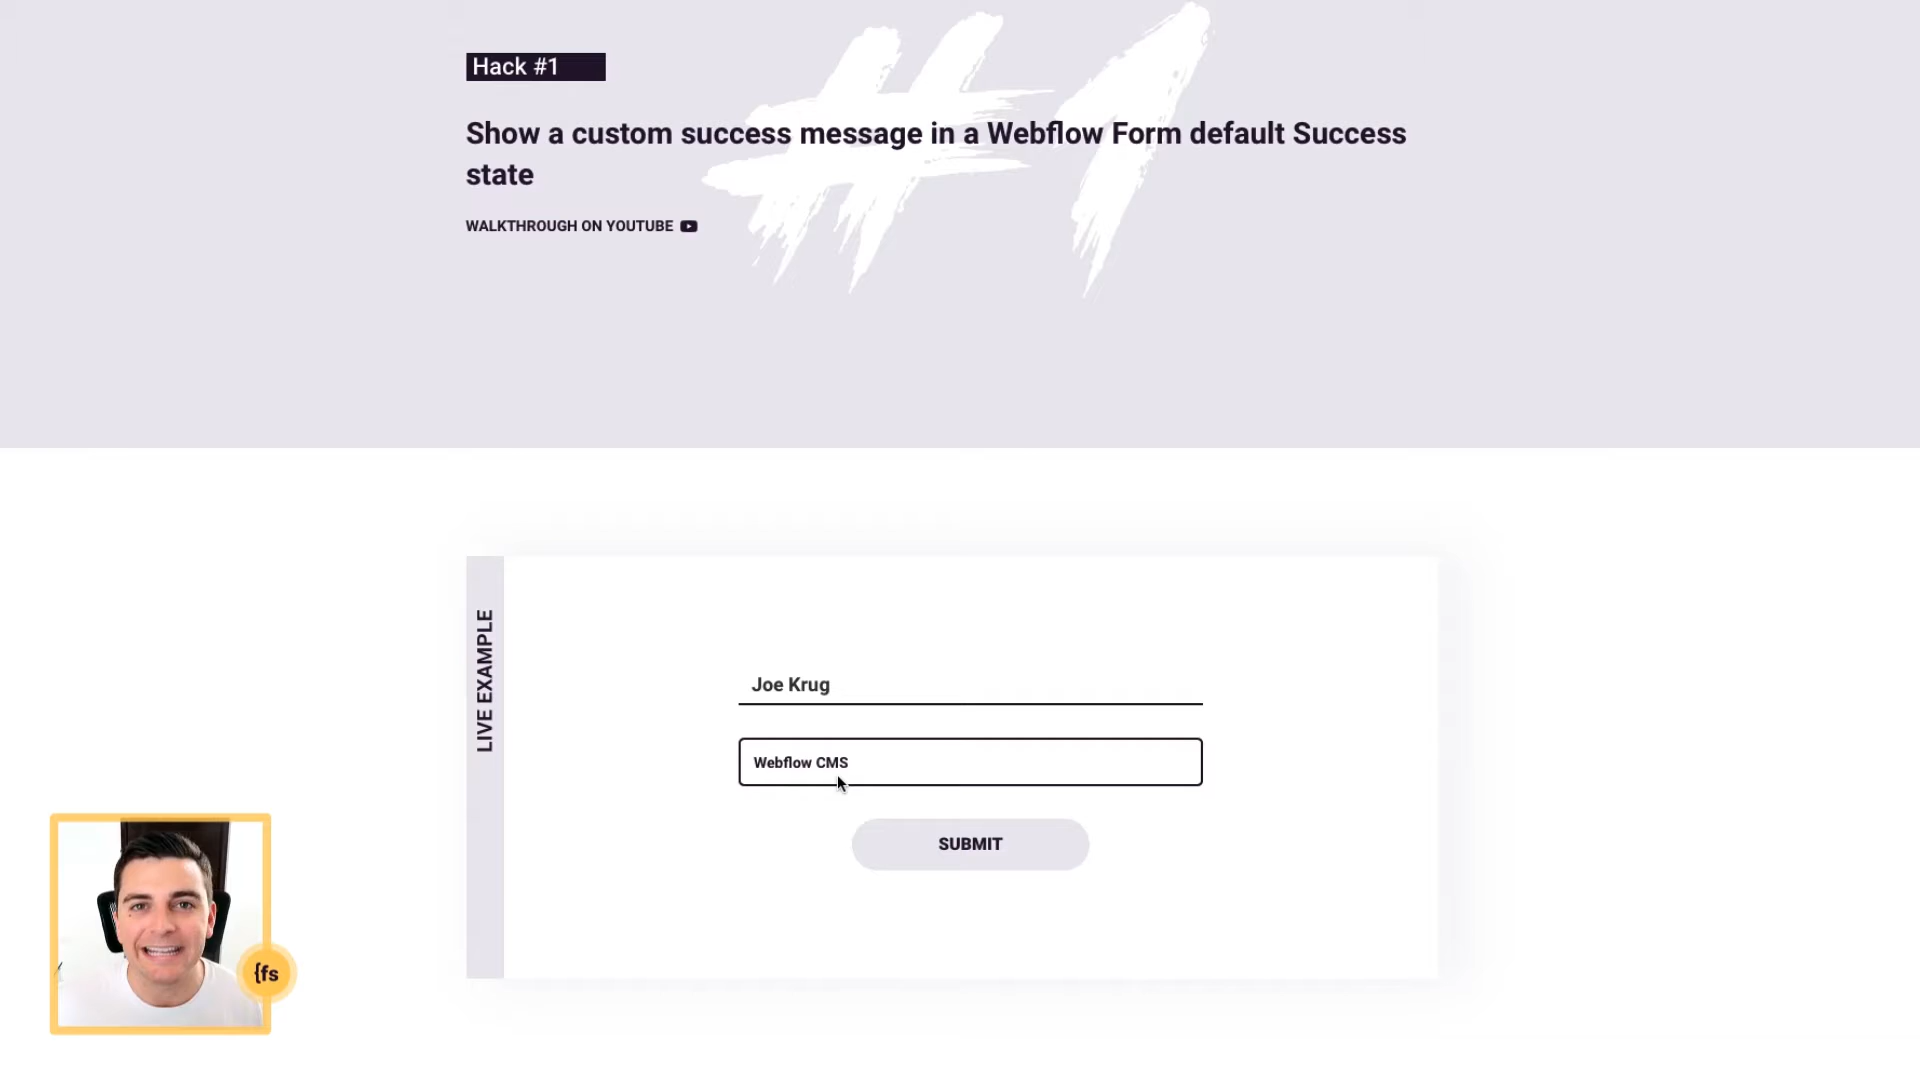 #1
Hack #1
Show a custom success message in a Webflow Form default Success
state
WALKTHROUGH ON YOUTUBE
LIVE EXAMPLE
Joe Krug
Webflow CMS
SUBMIT
{fs